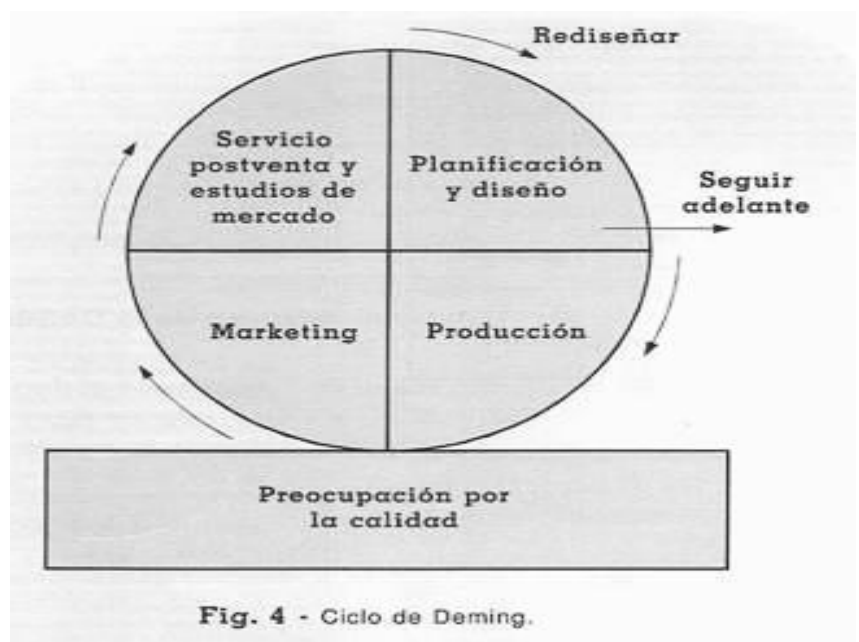 Rediseñar
Servicio
postventa y
estudios de
mercado
Planificación
y diseño
Seguir
adelante
Marketing
Producción
Preocupación por
la calidad
Fig. 4 - Ciclo de Deming.